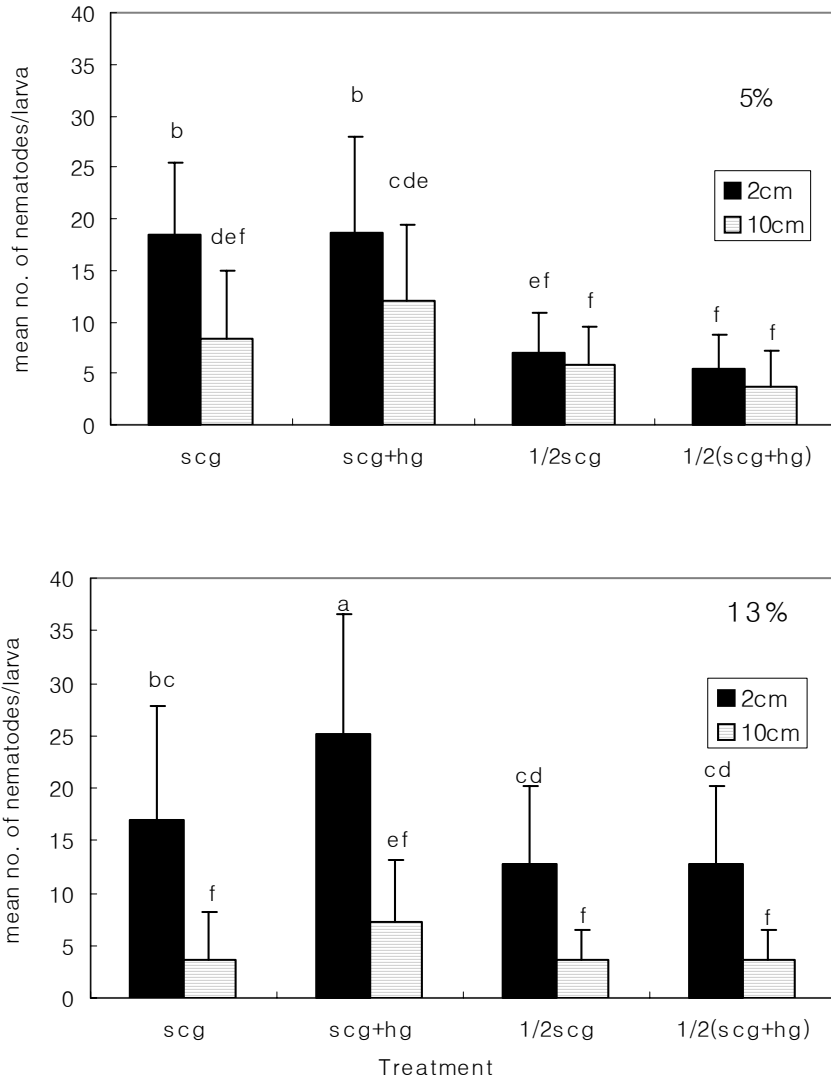 mean no. of nematodes/larva
40
35
30
25
20
15
10
5
0
5%
2cm
10cm
b
def
b
cde
ef
f
f
f
scg
scg+hg
1/2scg
1/2(scg+hg)
mean no. of nematodes/larva
40
35
30
25
20
15
10
5
0
13%
2cm
10cm
bc
f
a
ef
cd
f
cd
f
scg
scg+hg
1/2scg
1/2(scg+hg)
Treatment